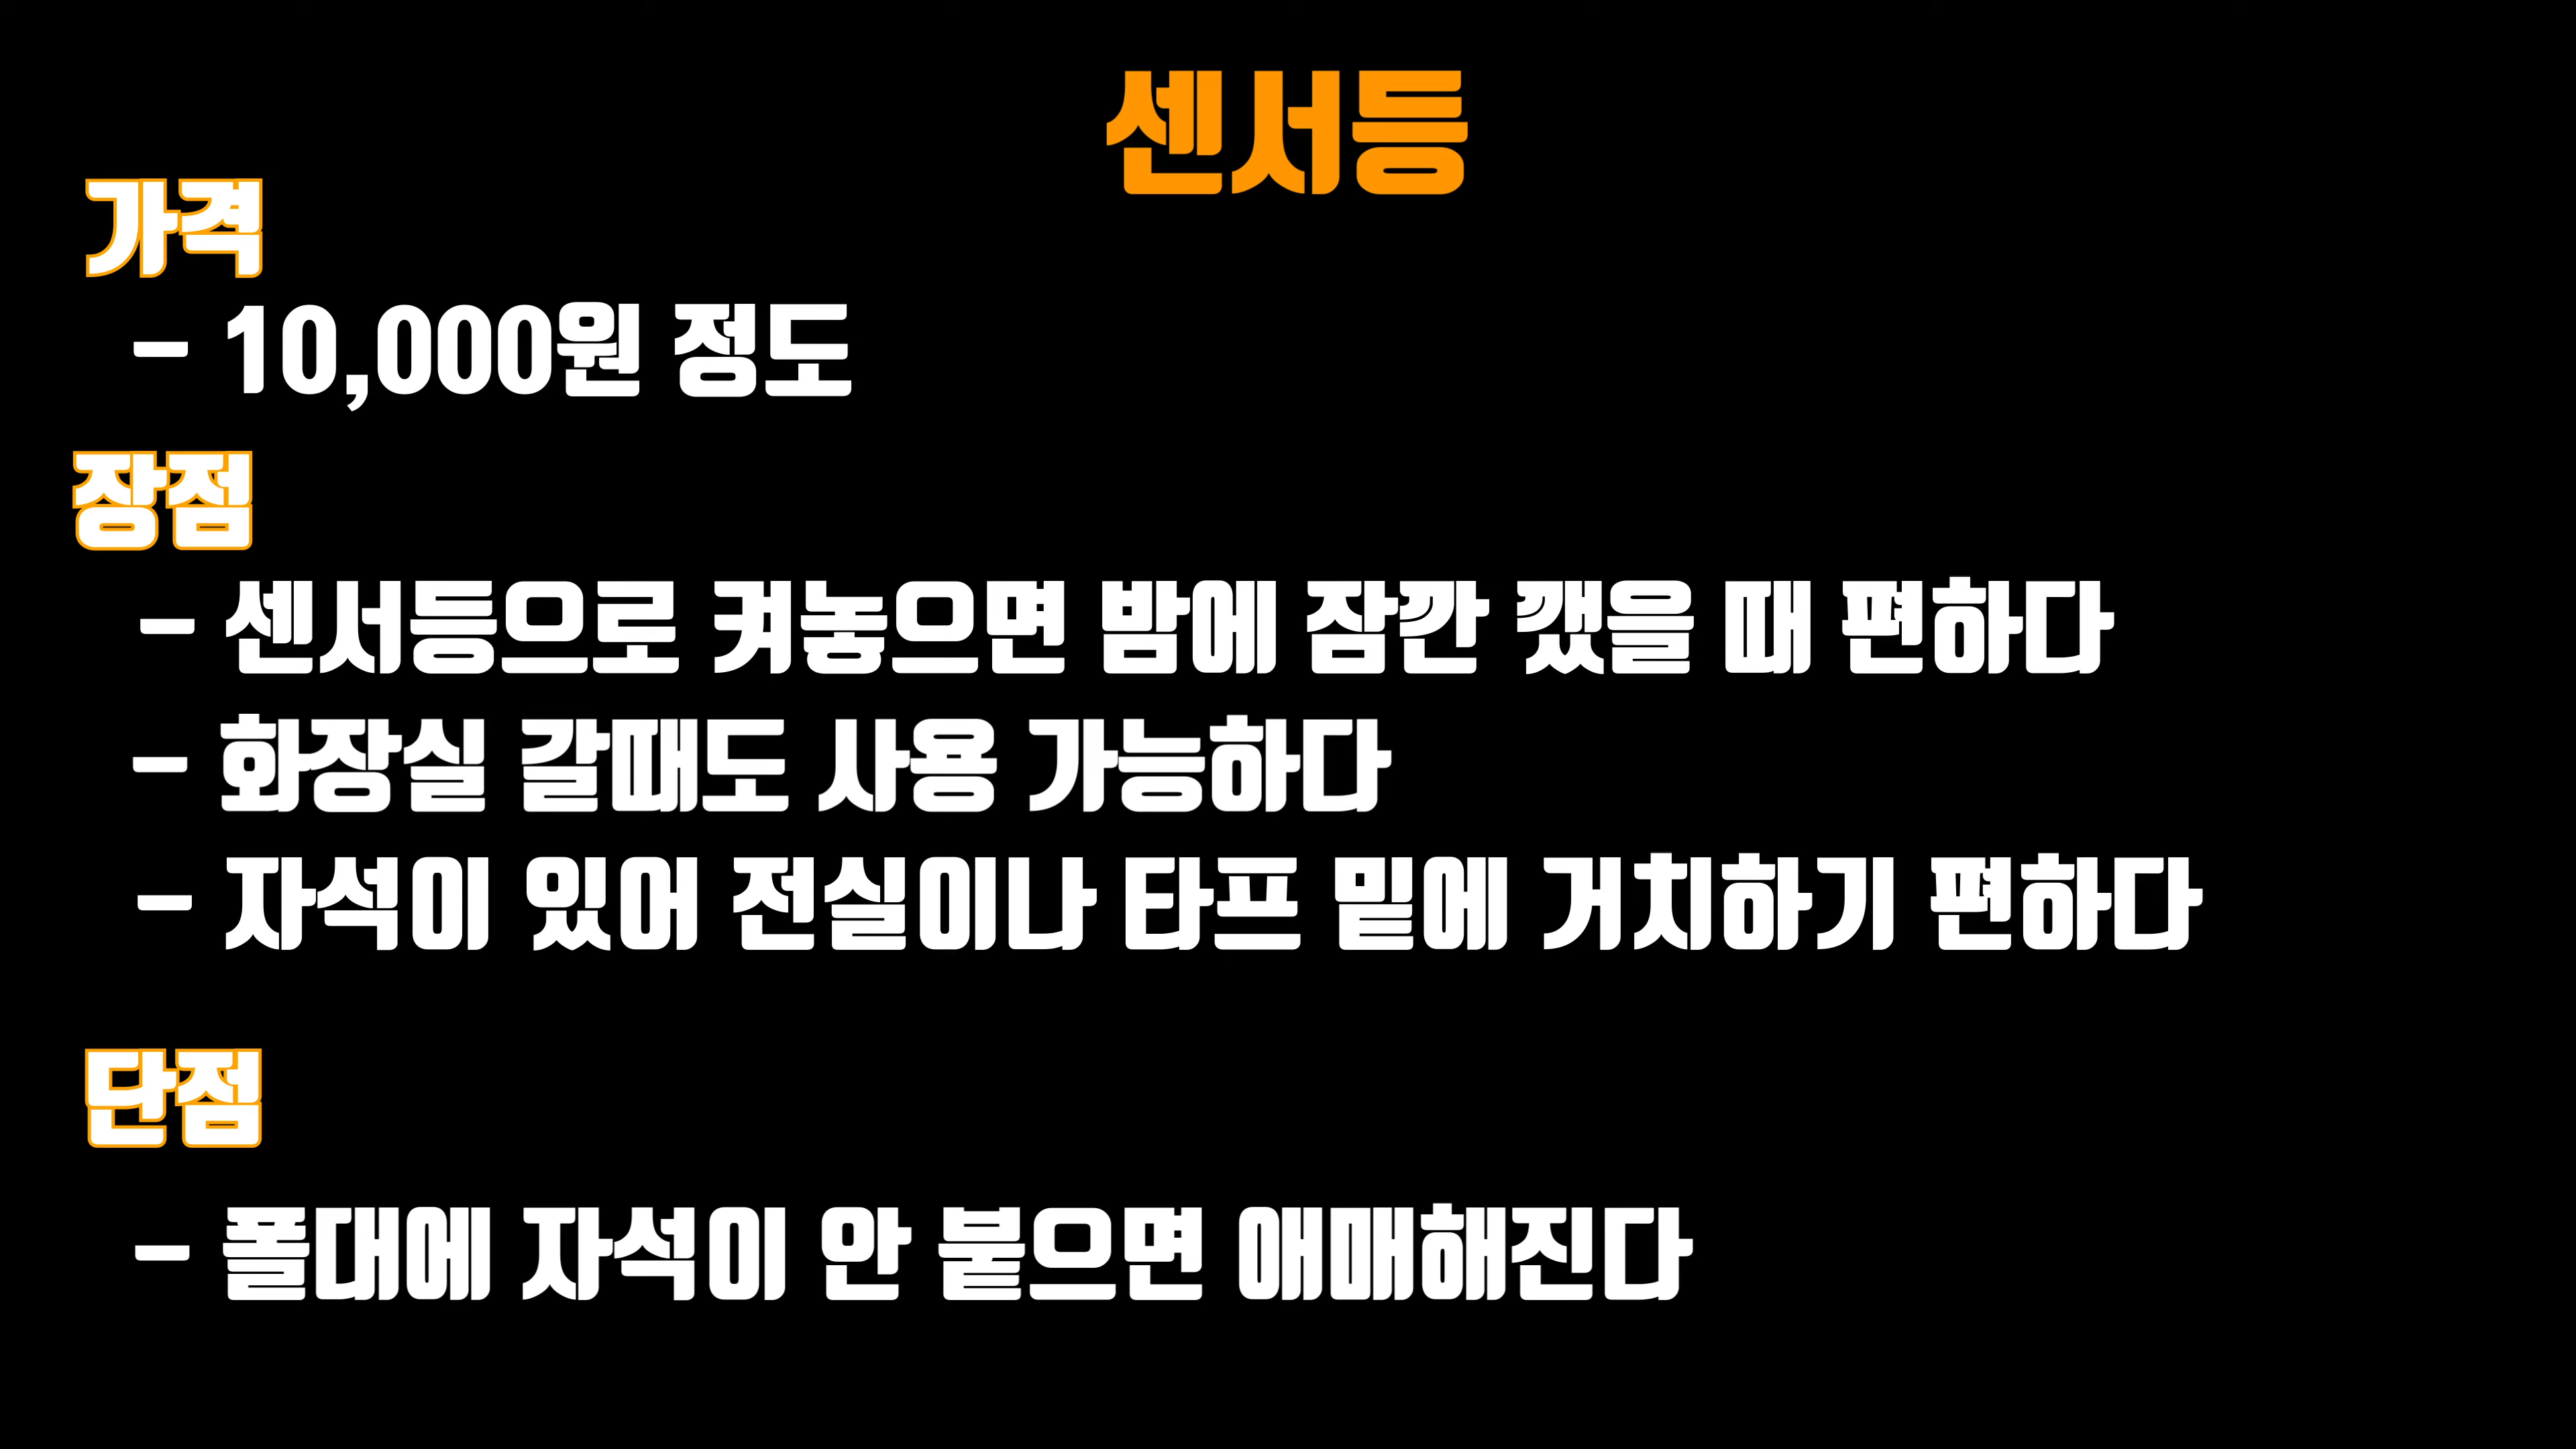 센서등
가격
- 10,000원 정도
장점
- 센서등으로 켜놓으면 밤에 잠깐 깼을 때 편하다
- 화장실 갈때도 사용 가능하다
- 자석이 있어 전실이나 타프 밑에 거치하기 편하다
단점
- 폴대에 자석이 안 붙으면 애매해진다